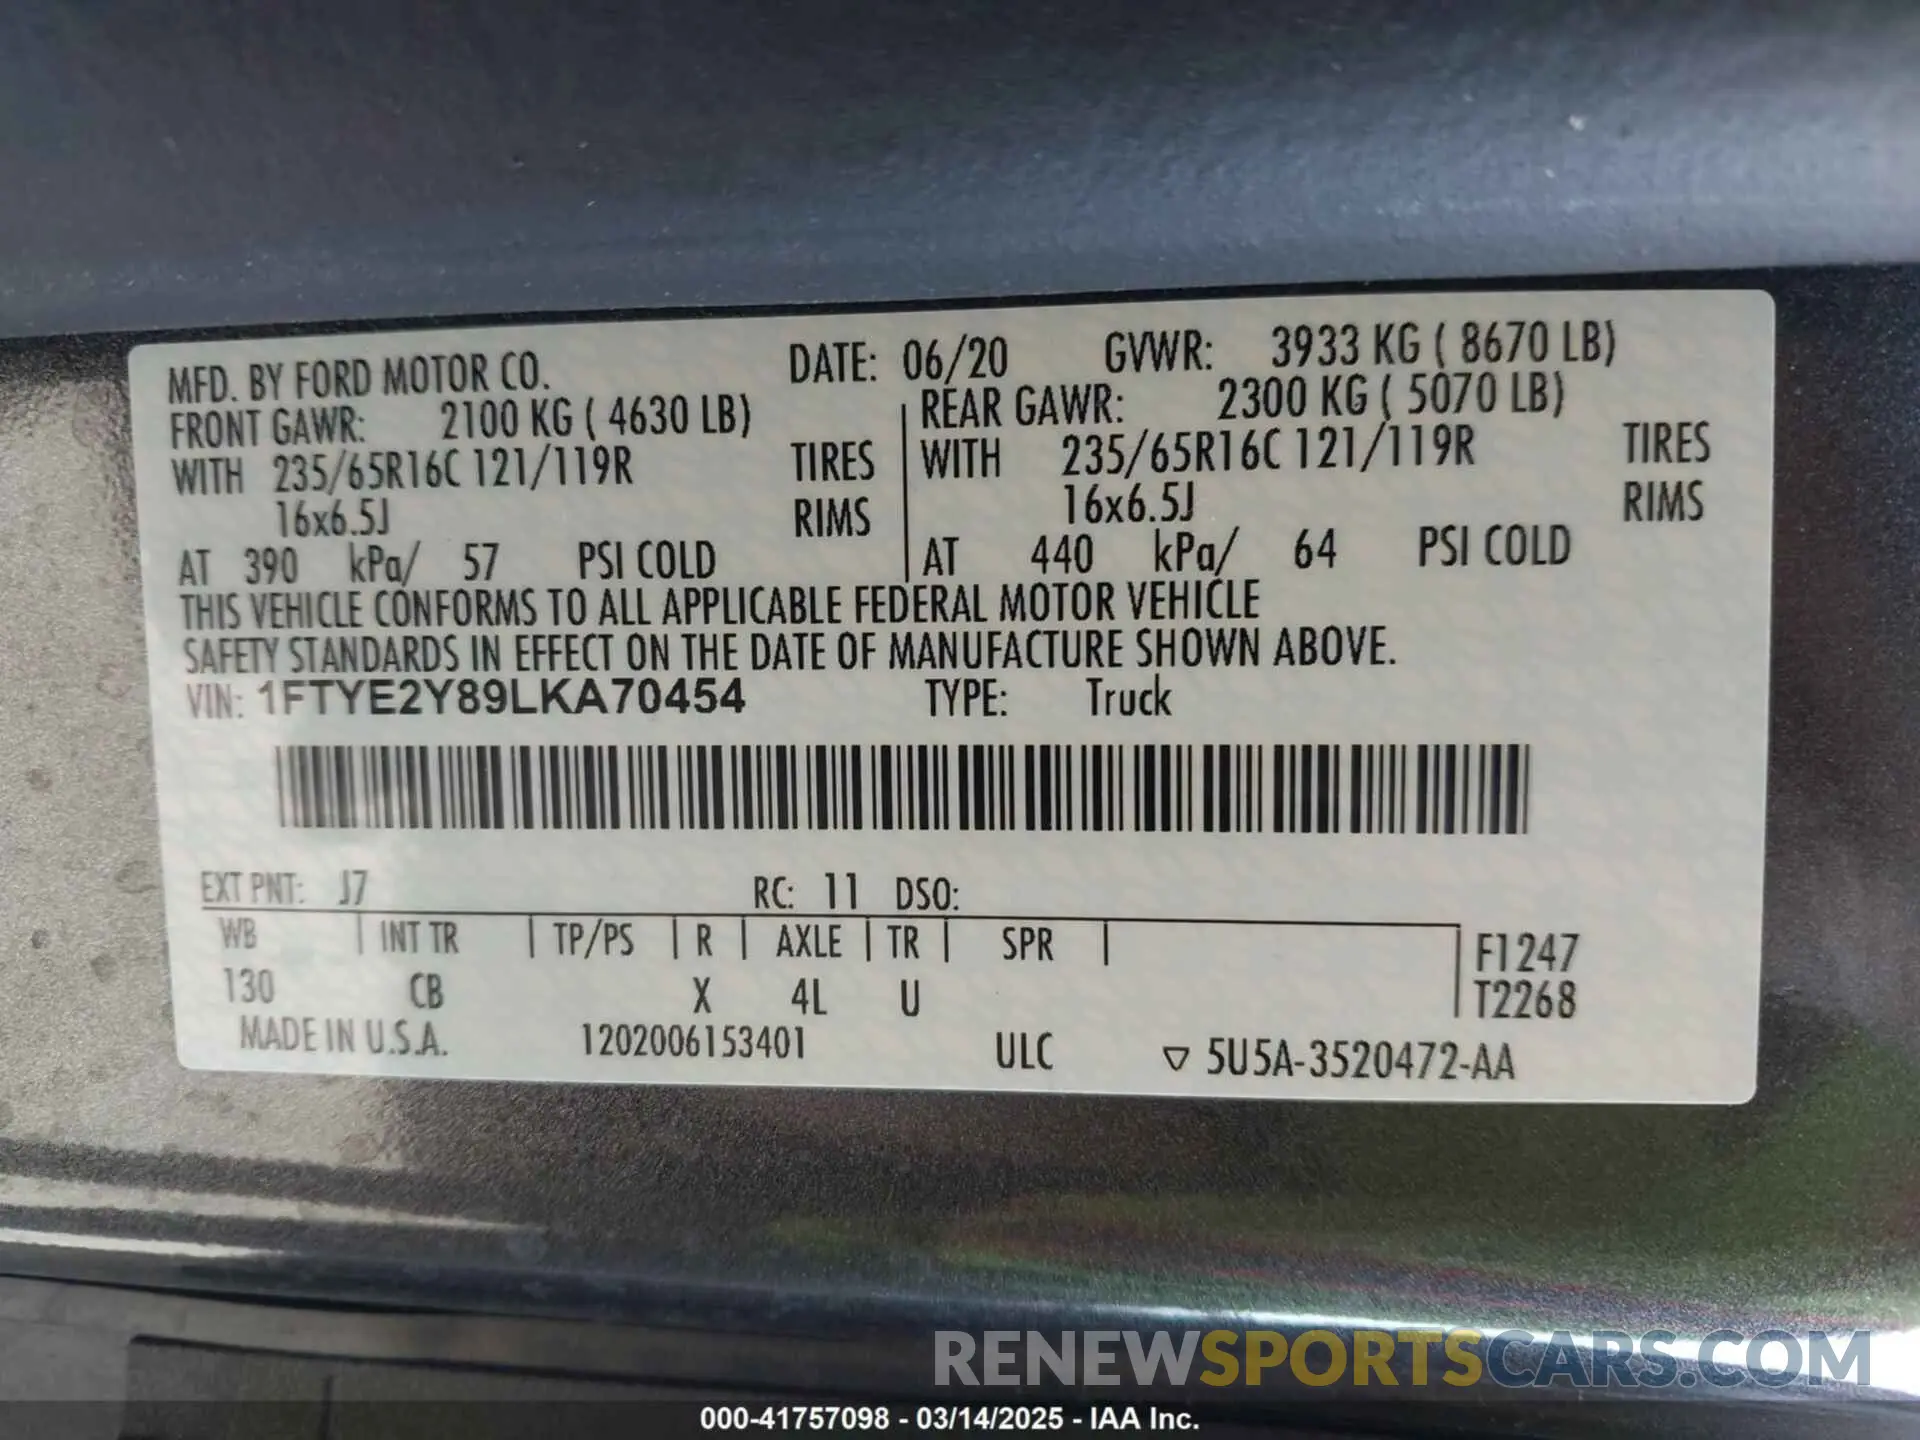 MFD. BY FORD MOTOR CO. DATE: 06/20 GVWR: 3933 KG ( 8670 LB)
FRONT GAWR: 2100 KG ( 4630 LB) REAR GAWR: 2300 KG ( 5070 LB)
WITH 235/65R16C 121/119R TIRES WITH 235/65R16C 121/119R TIRES
16x6.5J RIMS 16x6.5J RIMS
AT 390 kPa/ 57 PSI COLD AT 440 kPa/ 64 PSI COLD
THIS VEHICLE CONFORMS TO ALL APPLICABLE FEDERAL MOTOR VEHICLE
SAFETY STANDARDS IN EFFECT ON THE DATE OF MANUFACTURE SHOWN ABOVE.
VIN: 1FTYE2Y89LKA70454 TYPE: Truck
EXT PNT: J7 RC: 11 DSO:
WB INT TR TP/PS R AXLE TR SPR F1247
130 CB X 4L U T2268
MADE IN U.S.A. 1202006153401 ULC 5U5A-3520472-AA
RENEWSPORTSCARS.COM
000-41757098 - 03/14/2025 - IAA Inc.